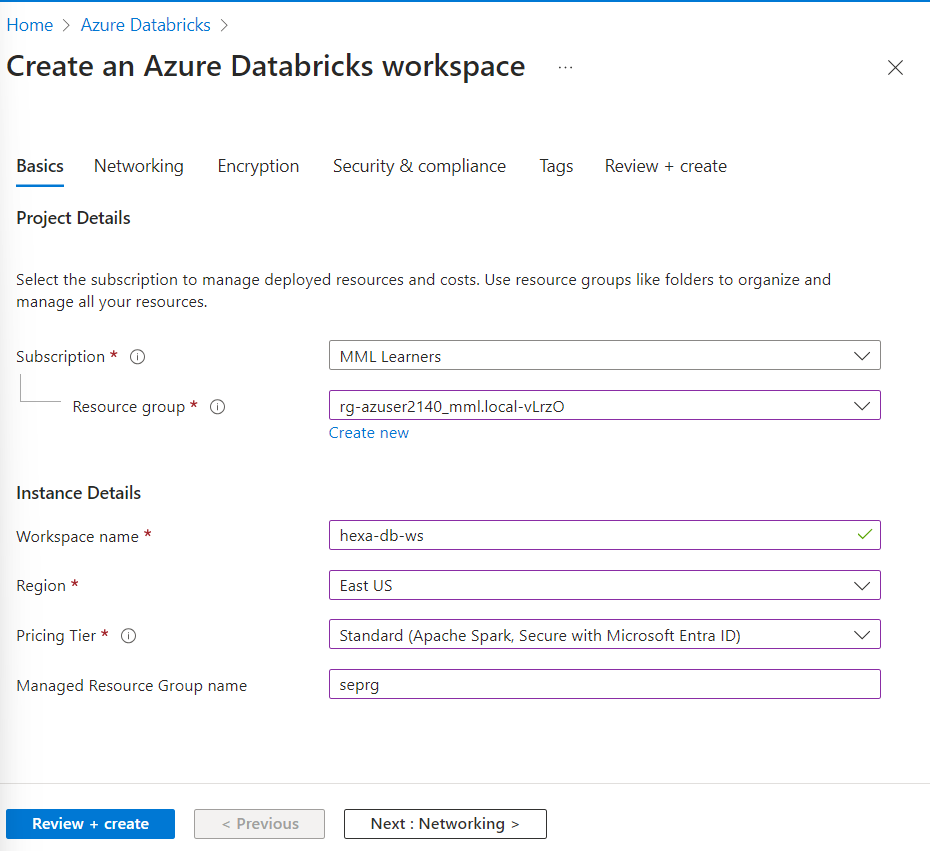 Home > Azure Databricks >
Create an Azure Databricks workspace ...
Basics Networking Encryption Security & compliance Tags Review + create
Project Details
Select the subscription to manage deployed resources and costs. Use resource groups like folders to organize and
manage all your resources.
Subscription * MML Learners
Resource group * rg-azuser2140_mml.local-vLrzO
Create new
Instance Details
Workspace name * hexa-db-ws
Region * East US
Pricing Tier * Standard (Apache Spark, Secure with Microsoft Entra ID)
Managed Resource Group name seprg
Review + create < Previous Next : Networking >